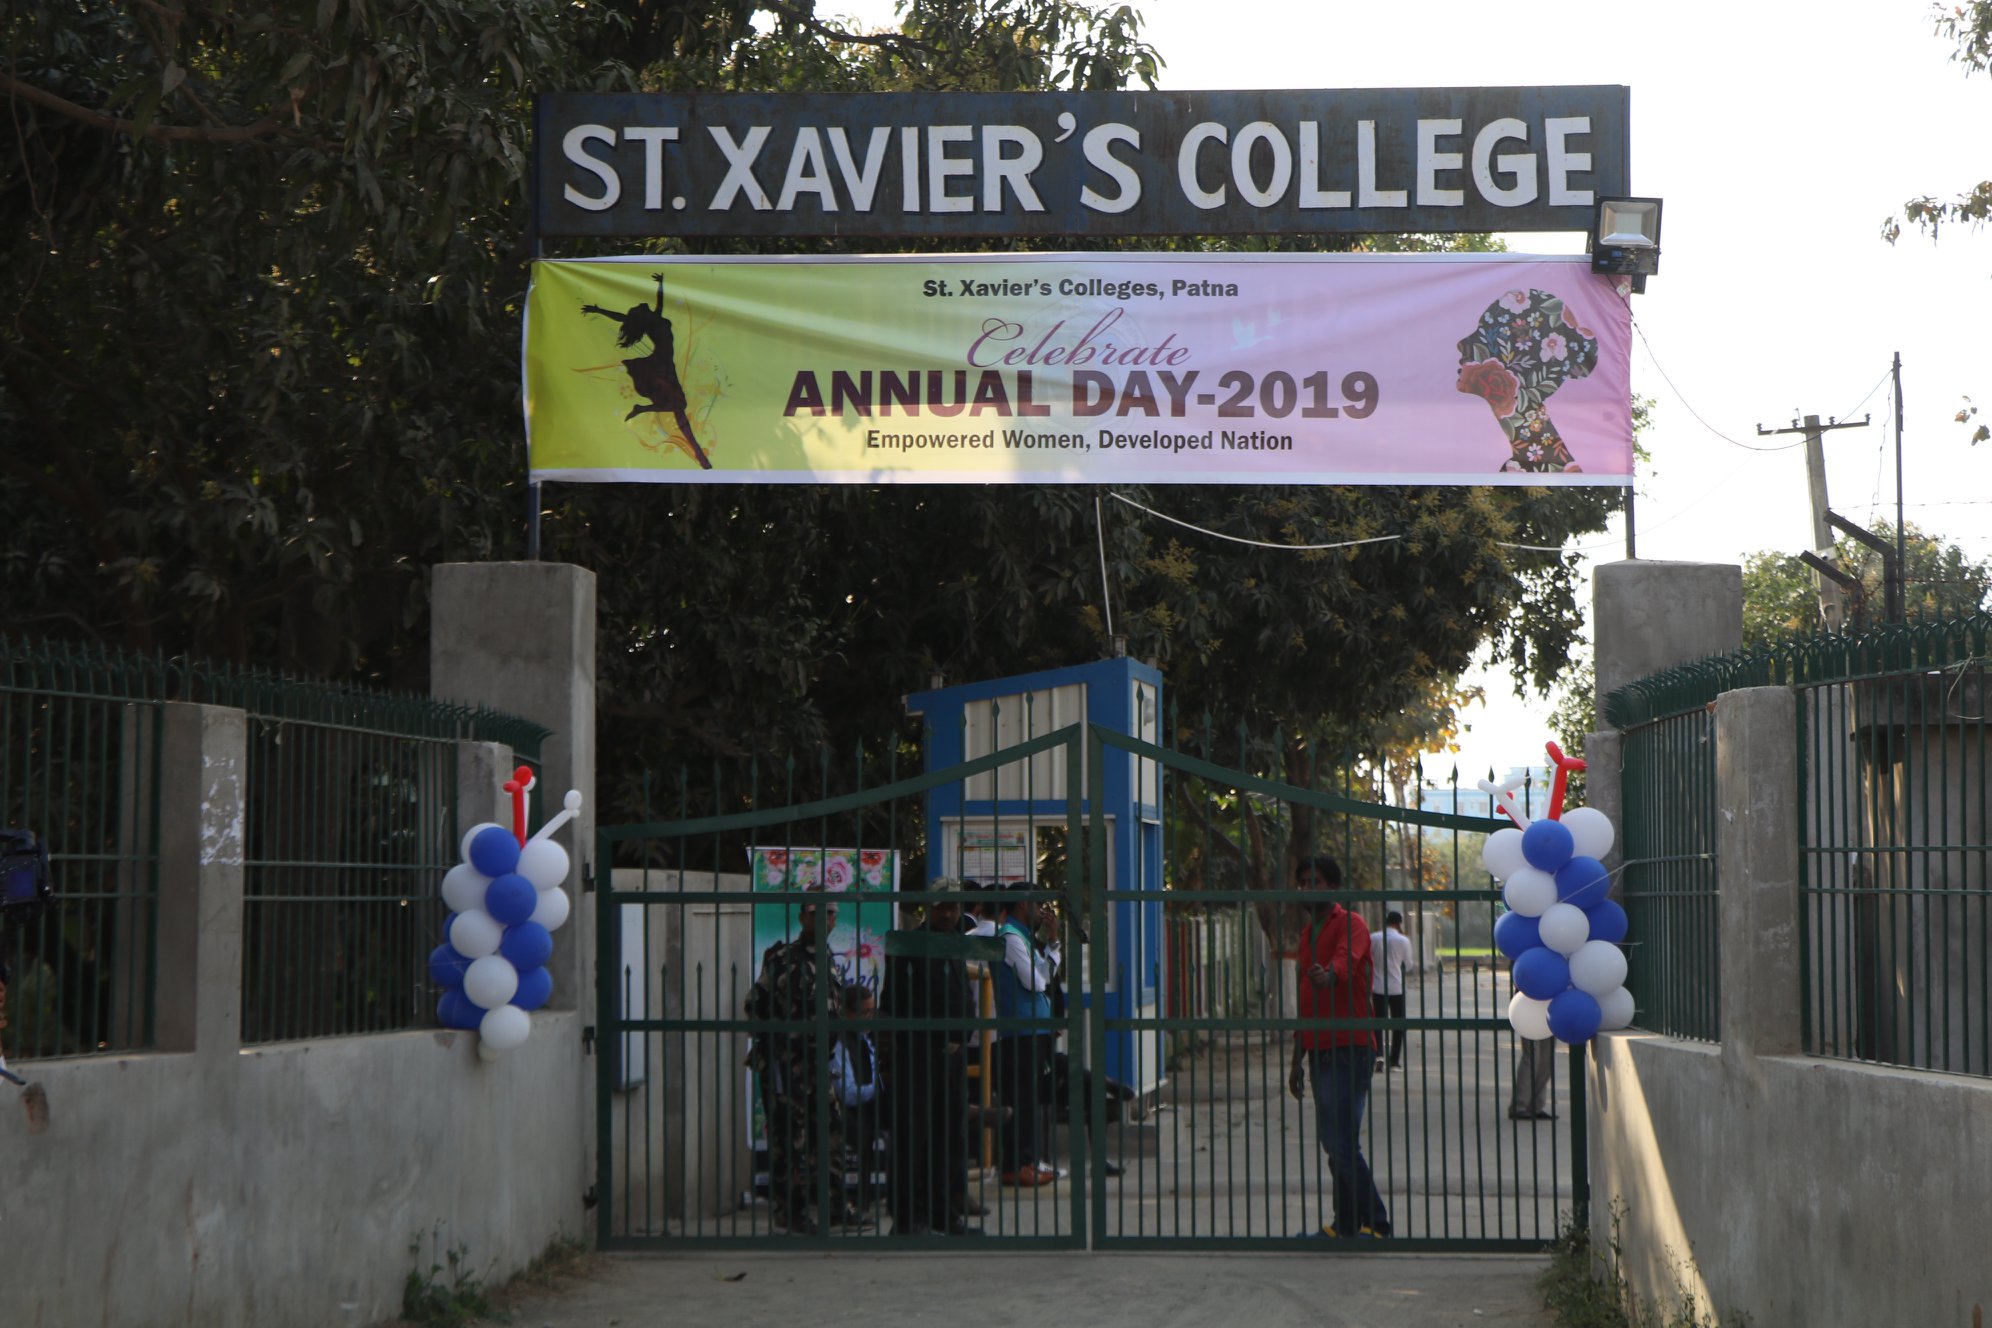 ST. XAVIER'S COLLEGE
St. Xavier's Colleges, Patna
Celebrate
ANNUAL DAY-2019
Empowered Women, Developed Nation